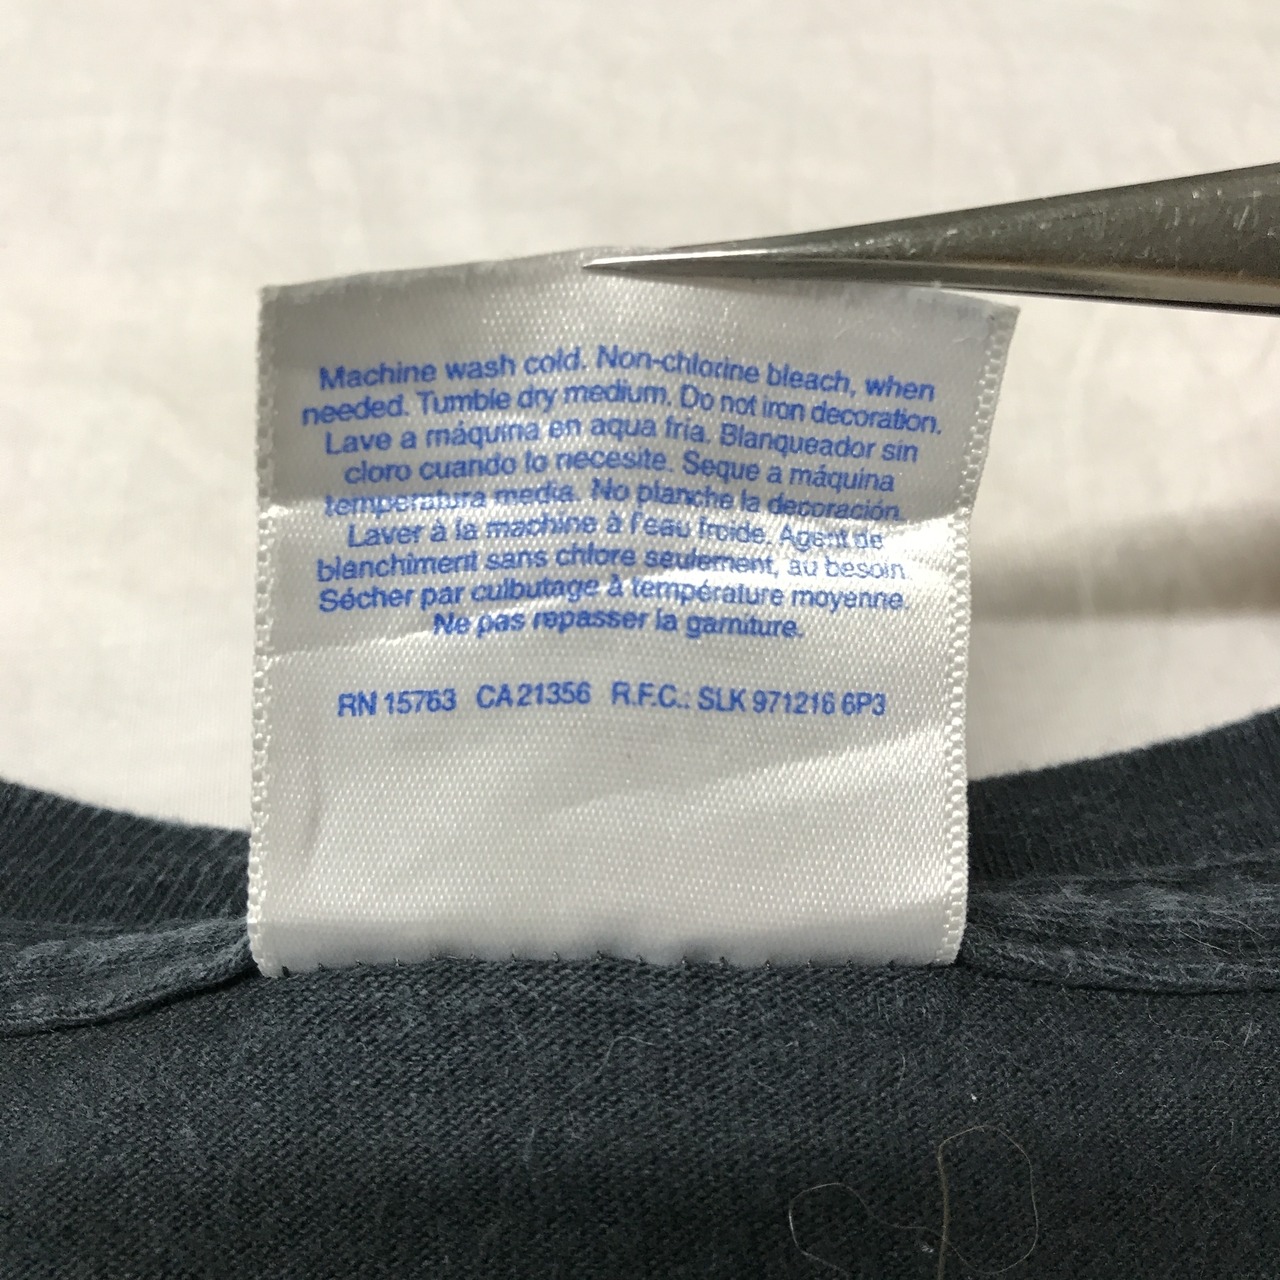 Machine wash cold. Non-chlorine bleach, when
needed. Tumble dry medium. Do not iron decoration.
Lave a máquina en aqua fria. Blanqueador sin
cloro cuando lo necesite. Seque a máquina
temperatura media. No planche la decoración.
Laver à la machine à l'eau froide. Agent de
blanchiment sans chlore seulement, au besoin.
Sécher par culbutage à température moyenne.
Ne pas repasser la garniture.
RN 15763 CA21356 R.F.C.: SLK 971216 6P3